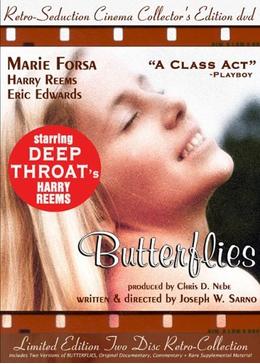 Retro-Seduction Cinema Collector's Edition dvd
Marie Forsa
Harry Reems
Eric Edwards
"A Class Act"
-Playboy
starring
DEEP
THROAT's
HARRY
REEMS
Butterflies
produced by Chris D. Nebe
written & directed by Joseph W. Sarno
Limited Edition Two Disc Retro-Collection
Includes Two Versions of BUTTERFLIES, Original Documentary, Commentary + Rare Supplemental Material